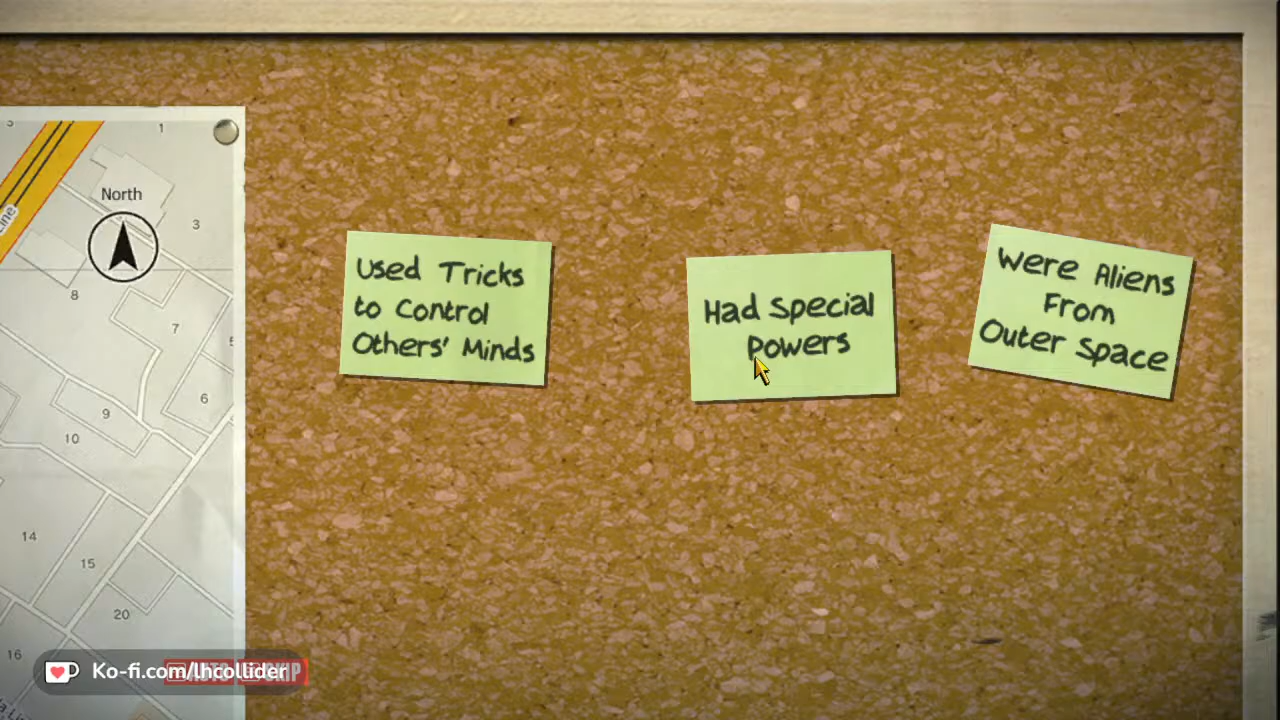 North
1
3
8
7
6
9
10
14
15
20
16
Used Tricks
to Control
Others' Minds
Had Special
Powers
Were Aliens
From
Outer Space
Ko-fi.com/lhcollider